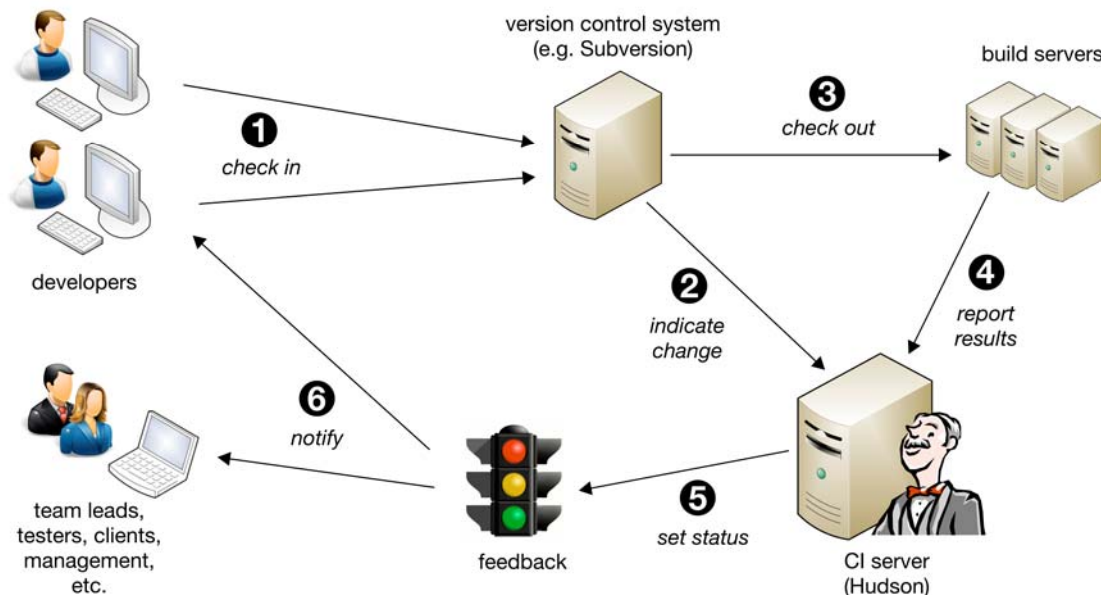 version control system
(e.g. Subversion)
build servers
1
check in
3
check out
developers
2
indicate
change
4
report
results
6
notify
5
set status
team leads,
testers, clients,
management,
etc.
feedback
CI server
(Hudson)